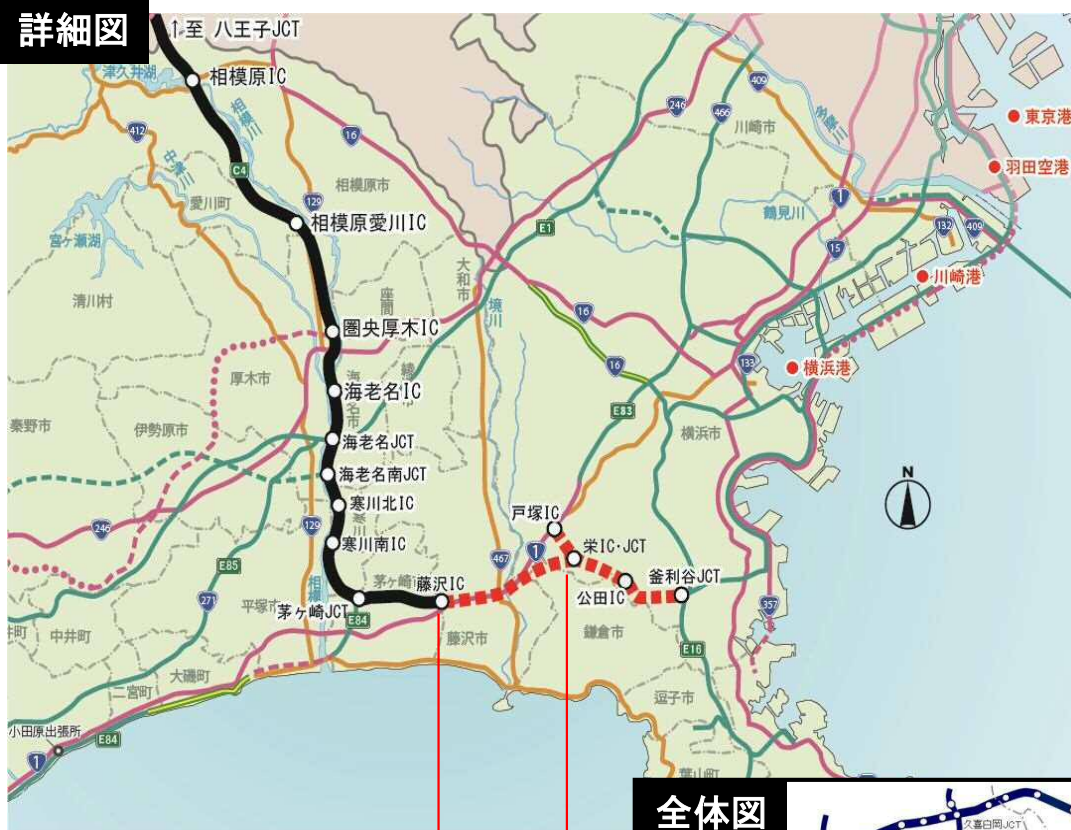 詳細図
↑至 八王子JCT
津久井湖
相模原IC
相模川
409
246
466
川崎市
多摩川
東京港
412
16
中津川
C4
相模原市
羽田空港
愛川町
129
1
鶴見川
相模原愛川IC
132
409
宮ヶ瀬湖
E1
15
大和市
座間
境川
川崎港
清川村
16
圏央厚木IC
133
横浜港
16
厚木市
綾
市
海老名IC
海老名市
E83
秦野市
伊勢原市
横浜市
海老名JCT
海老名南JCT
N
寒川北IC
寒川
戸塚IC
246
129
寒川南IC
1
栄IC・JCT
467
E85
釜利谷JCT
相模
茅ヶ崎
藤沢IC
271
平塚市
茅ヶ崎JCT
E84
公田IC
357
井町
中井町
藤沢市
鎌倉市
E16
大磯町
二宮町
逗子市
小田原出張所
E84
1
葉山町
全体図
久喜白岡JCT